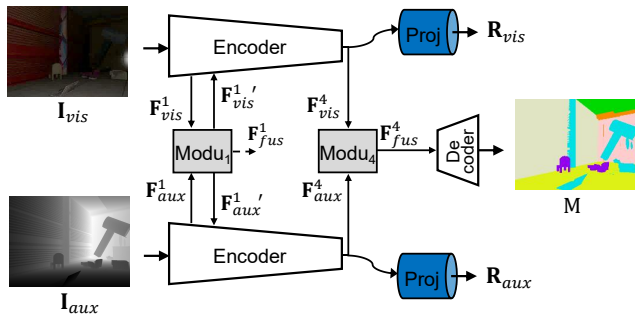 Encoder
Proj
R_vis
I_vis
F^1_vis
F^1_vis′
F^4_vis
F^1_fus
F^4_fus
Modu_1
Modu_4
De
coder
F^1_aux
F^1_aux′
F^4_aux
M
Encoder
Proj
R_aux
I_aux